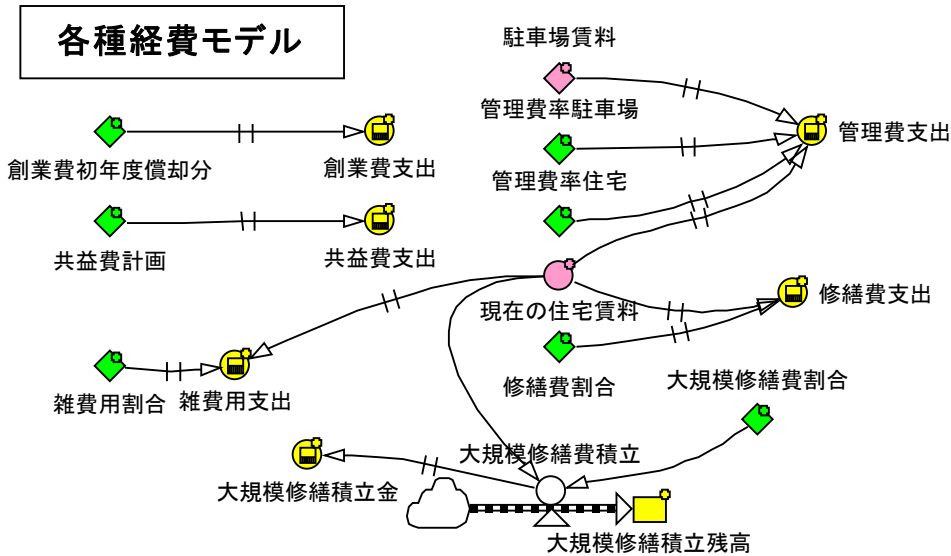 各種経費モデル
駐車場賃料
管理費率駐車場
管理費支出
創業費初年度償却分
創業費支出
管理費率住宅
共益費計画
共益費支出
現在の住宅賃料
修繕費支出
雑費用割合
雑費用支出
修繕費割合
大規模修繕費割合
大規模修繕費積立
大規模修繕積立金
大規模修繕積立残高